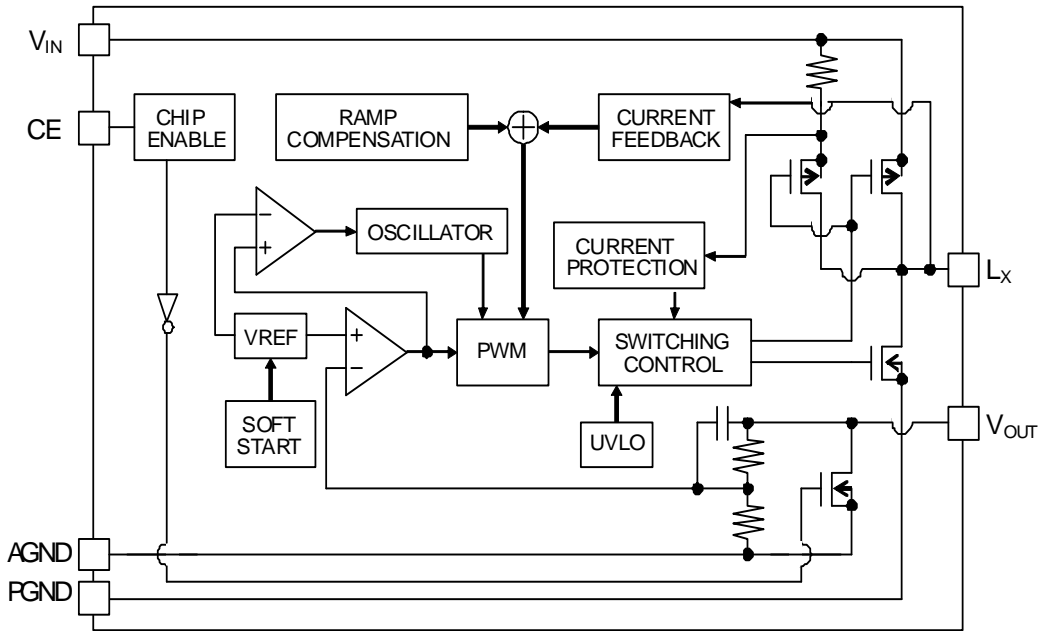 VIN
CE
CHIP
ENABLE
RAMP
COMPENSATION
CURRENT
FEEDBACK
−
+
OSCILLATOR
CURRENT
PROTECTION
LX
VREF
+
−
PWM
SWITCHING
CONTROL
SOFT
START
UVLO
VOUT
AGND
PGND